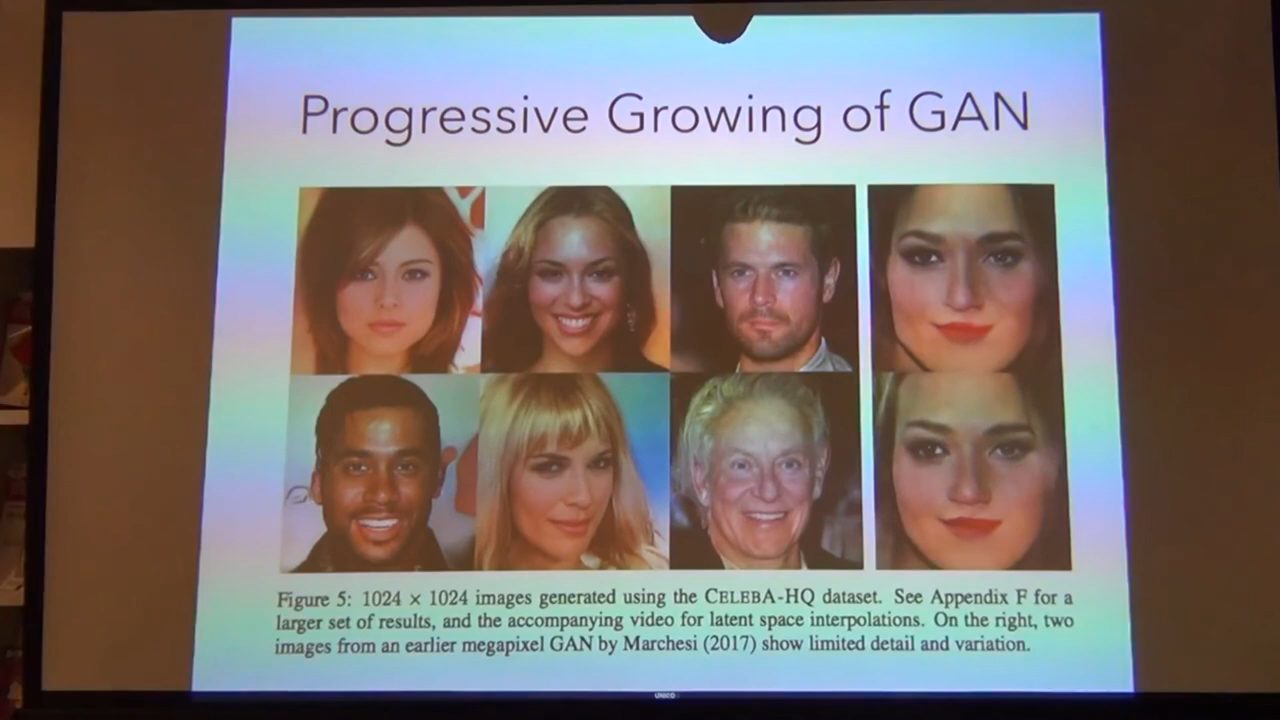 Progressive Growing of GAN
Figure 5: 1024 × 1024 images generated using the CELEBA-HQ dataset. See Appendix F for a
larger set of results, and the accompanying video for latent space interpolations. On the right, two
images from an earlier megapixel GAN by Marchesi (2017) show limited detail and variation.
UNICO